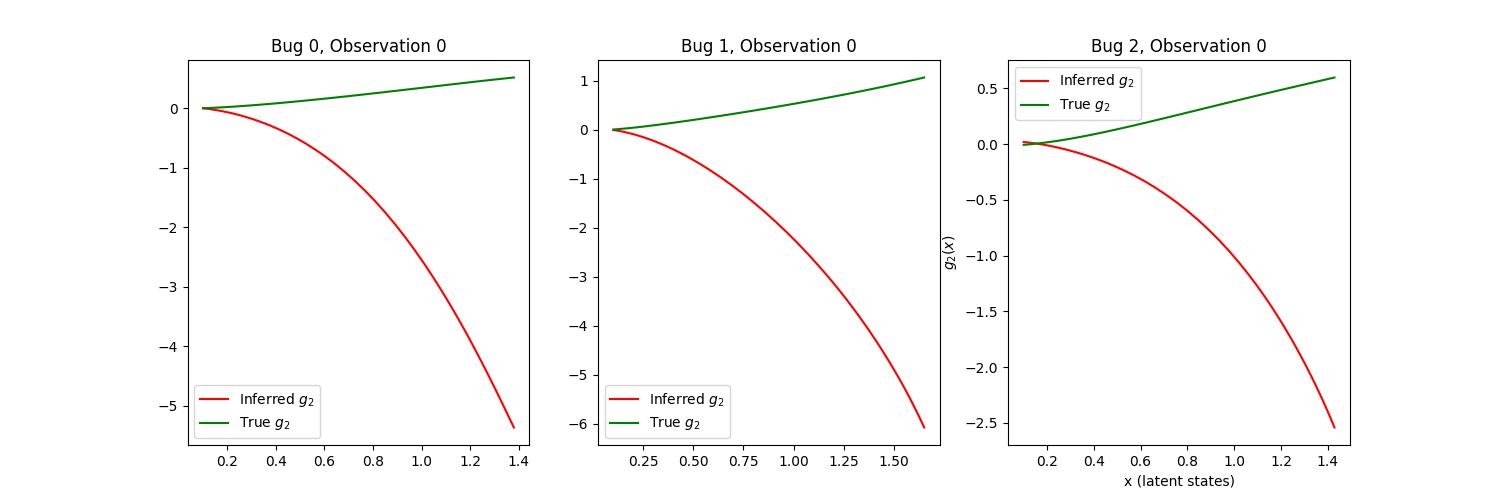 Bug 0, Observation 0
0
−1
−2
−3
−4
−5
Inferred g₂
True g₂
0.2 0.4 0.6 0.8 1.0 1.2 1.4
Bug 1, Observation 0
1
0
−1
−2
−3
−4
−5
−6
Inferred g₂
True g₂
0.25 0.50 0.75 1.00 1.25 1.50
Bug 2, Observation 0
g₂(x)
0.5
0.0
−0.5
−1.0
−1.5
−2.0
−2.5
Inferred g₂
True g₂
0.2 0.4 0.6 0.8 1.0 1.2 1.4
x (latent states)